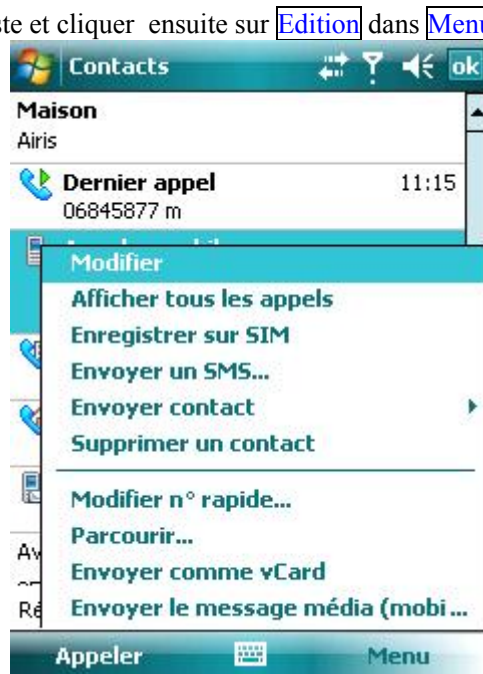 ste et cliquer ensuite sur Edition dans Menu
Contacts ok
Maison
Airis
Dernier appel 11:15
06845877 m
Modifier
Afficher tous les appels
Enregistrer sur SIM
Envoyer un SMS...
Envoyer contact
Supprimer un contact
Modifier n° rapide...
Parcourir...
Av
Envoyer comme vCard
Ré
Envoyer le message média (mobi...
Appeler Menu